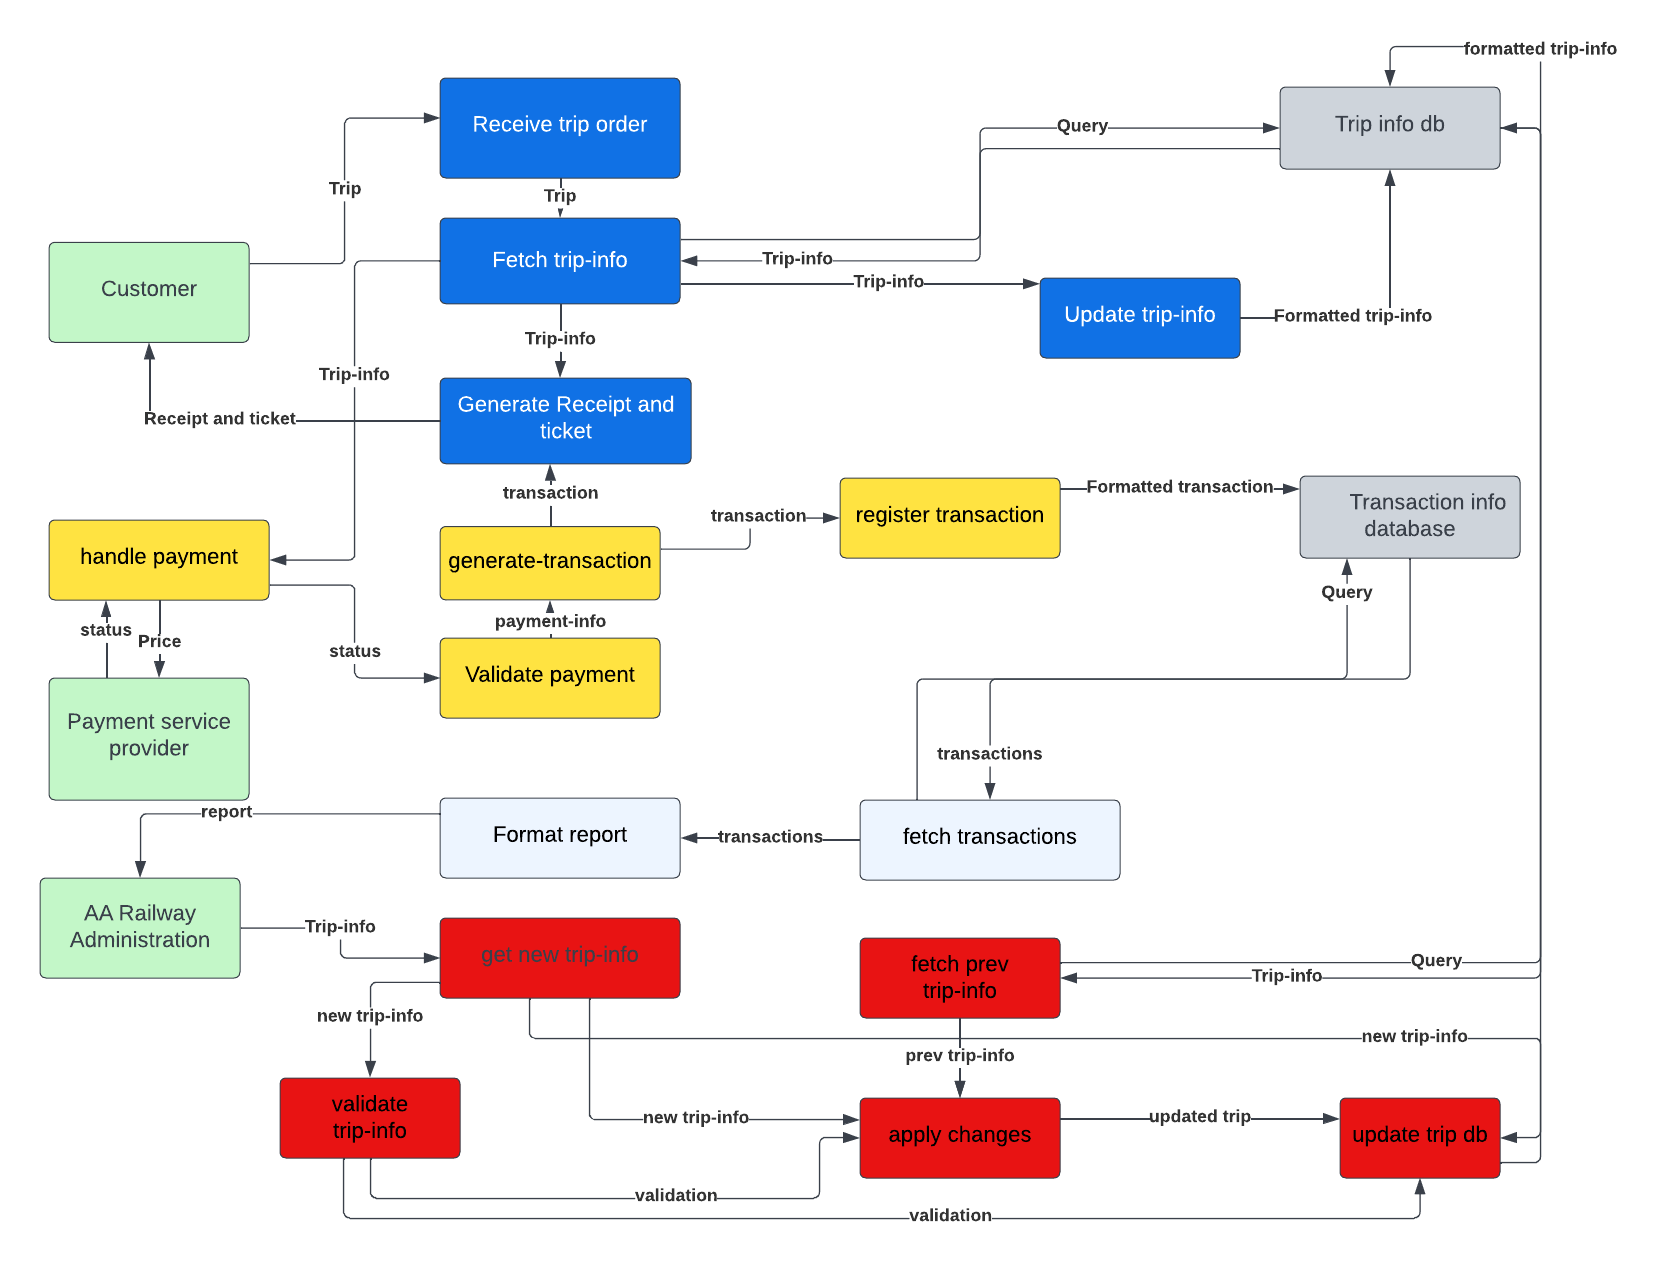 formatted trip-info
Receive trip order
Query
Trip info db
Trip
Trip
Fetch trip-info
Trip-info
Trip-info
Customer
Update trip-info
Formatted trip-info
Trip-info
Trip-info
Generate Receipt and
ticket
Receipt and ticket
transaction
Formatted transaction
Transaction info
database
register transaction
transaction
handle payment
generate-transaction
Query
payment-info
status
Price
status
Validate payment
Payment service
provider
transactions
report
Format report
transactions
fetch transactions
AA Railway
Administration
Trip-info
get new trip-info
fetch prev
trip-info
Query
Trip-info
new trip-info
new trip-info
prev trip-info
validate
trip-info
new trip-info
updated trip
apply changes
update trip db
validation
validation